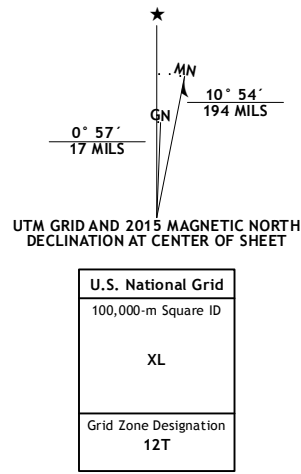 ★
MN
GN
10° 54´
194 MILS
0° 57´
17 MILS
UTM GRID AND 2015 MAGNETIC NORTH
DECLINATION AT CENTER OF SHEET
U.S. National Grid
100,000-m Square ID
XL
Grid Zone Designation
12T